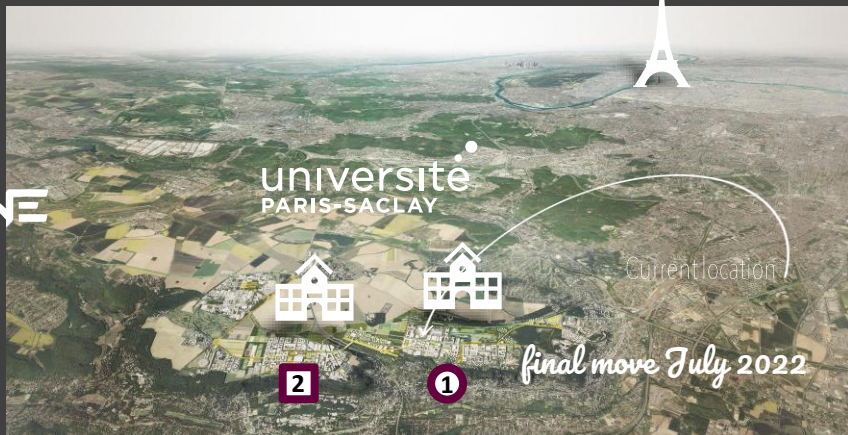 université
PARIS-SACLAY
Current location
final move July 2022
2
1